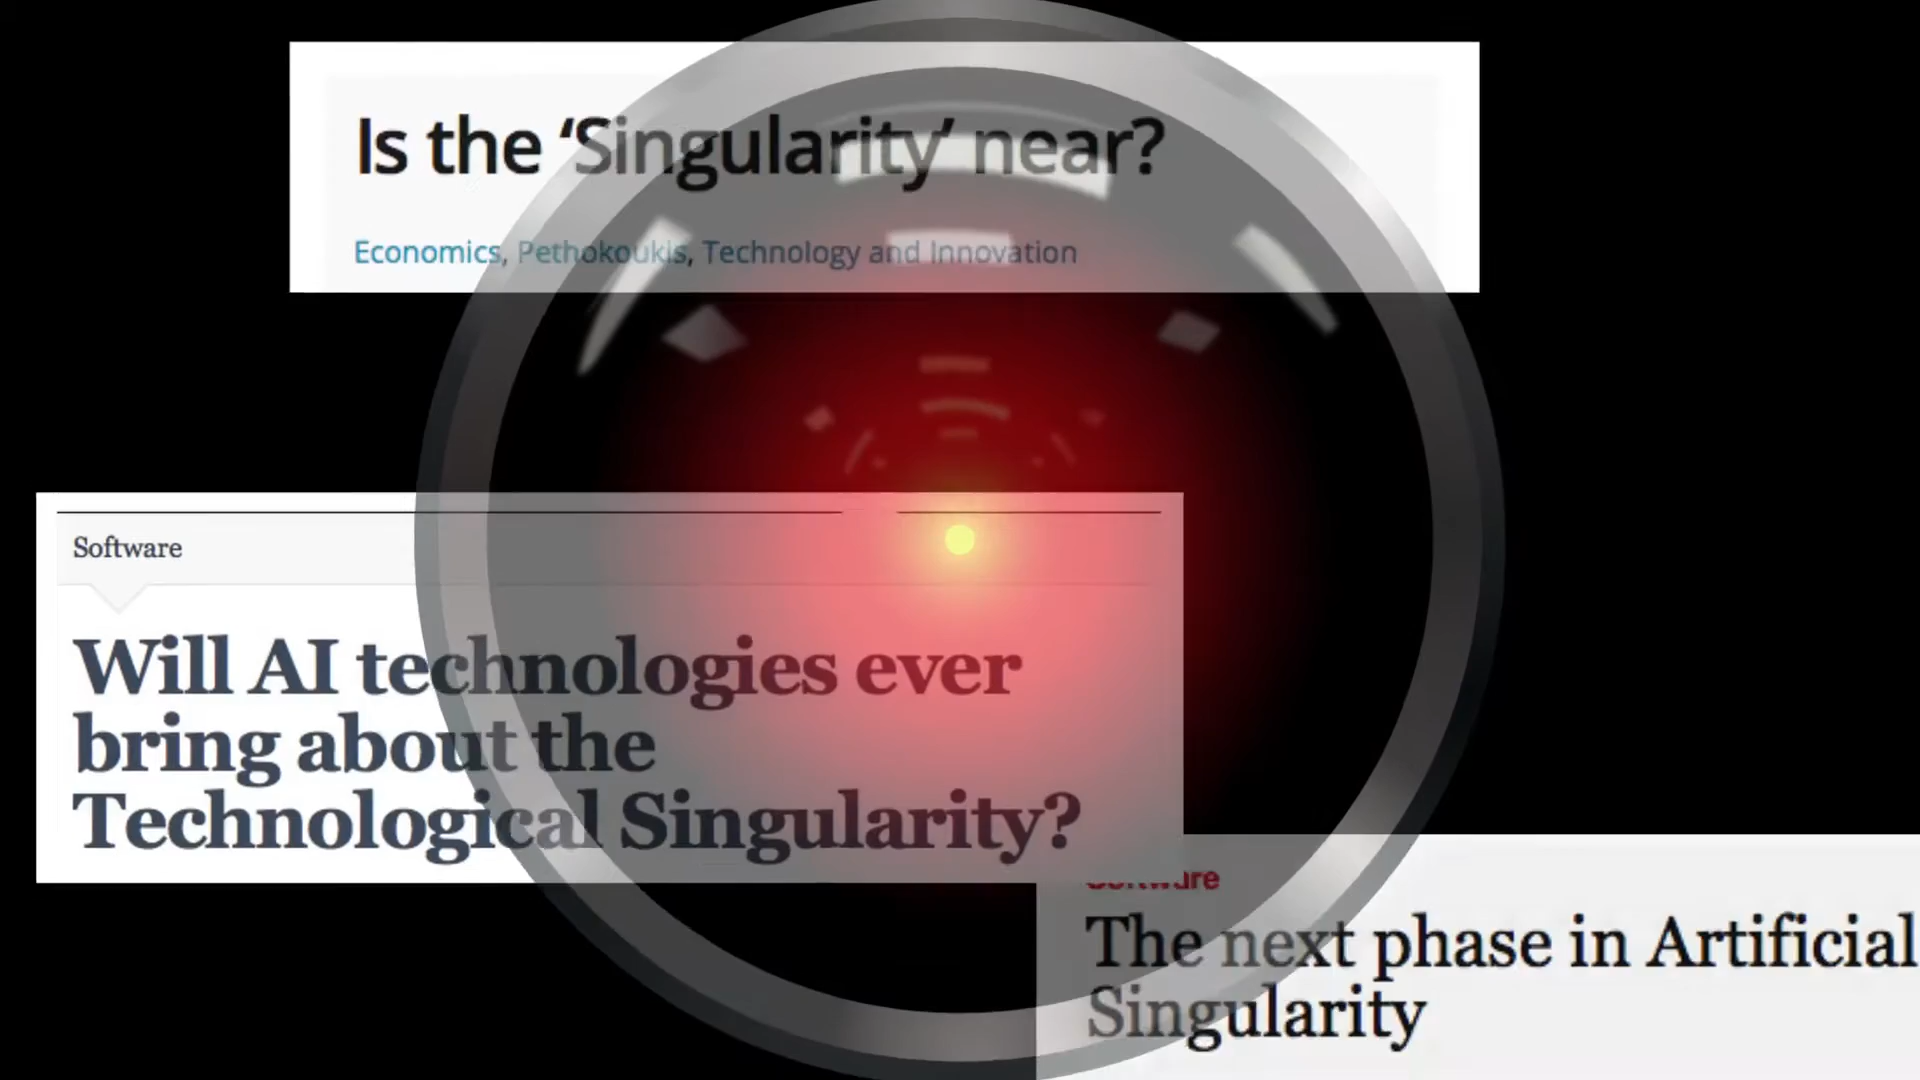 Is the ‘Singularity’ near?
Economics, Pethokoukis, Technology and Innovation
Software
Will AI technologies ever
bring about the
Technological Singularity?
Software
The next phase in Artificial
Singularity